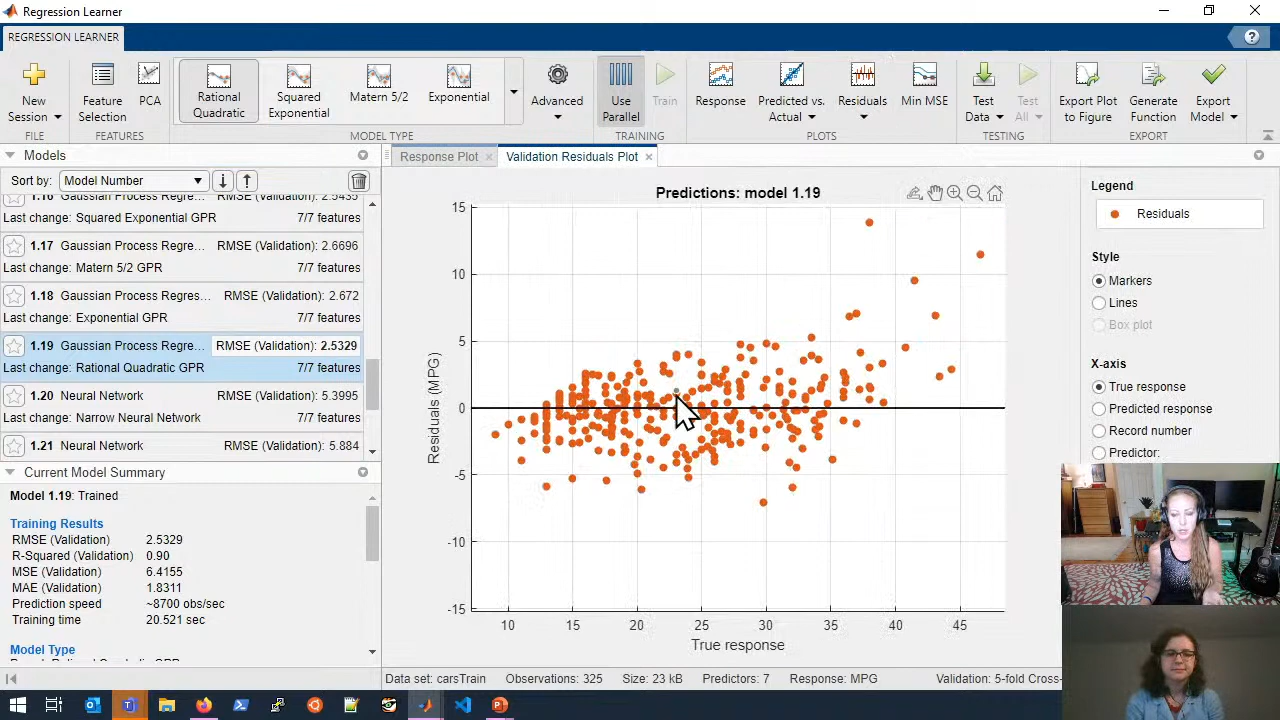 Regression Learner
REGRESSION LEARNER
?
New Session
Feature Selection
PCA
Rational Quadratic
Squared Exponential
Matern 5/2
Exponential
Advanced
Use Parallel
Train
Response
Predicted vs. Actual
Residuals
Min MSE
Test Data
Test All
Export Plot to Figure
Generate Function
Export Model
FILE
FEATURES
MODEL TYPE
TRAINING
PLOTS
TESTING
EXPORT
Models
Sort by: Model Number
1.16 Gaussian Process Regre... RMSE (Validation): 2.5435
Last change: Squared Exponential GPR 7/7 features
1.17 Gaussian Process Regre... RMSE (Validation): 2.6696
Last change: Matern 5/2 GPR 7/7 features
1.18 Gaussian Process Regres... RMSE (Validation): 2.672
Last change: Exponential GPR 7/7 features
1.19 Gaussian Process Regre... RMSE (Validation): 2.5329
Last change: Rational Quadratic GPR 7/7 features
1.20 Neural Network RMSE (Validation): 5.3995
Last change: Narrow Neural Network 7/7 features
1.21 Neural Network RMSE (Validation): 5.884
Current Model Summary
Model 1.19: Trained
Training Results
RMSE (Validation) 2.5329
R-Squared (Validation) 0.90
MSE (Validation) 6.4155
MAE (Validation) 1.8311
Prediction speed ~8700 obs/sec
Training time 20.521 sec
Model Type
Response Plot
Validation Residuals Plot
Predictions: model 1.19
15
10
5
0
-5
-10
-15
Residuals (MPG)
10 15 20 25 30 35 40 45
True response
Legend
Residuals
Style
Markers
Lines
Box plot
X-axis
True response
Predicted response
Record number
Predictor:
Data set: carsTrain Observations: 325 Size: 23 kB Predictors: 7 Response: MPG Validation: 5-fold Cross-